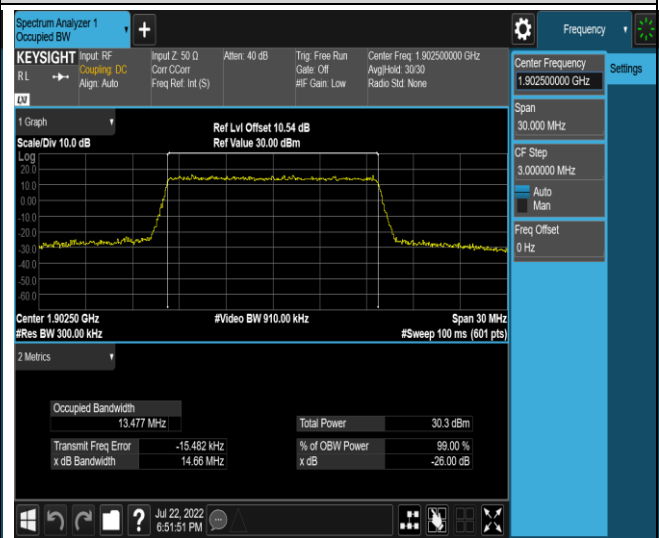 Spectrum Analyzer 1
Occupied BW
+
Frequency
KEYSIGHT Input: RF Input Z: 50 Ω Atten: 40 dB Trig: Free Run Center Freq: 1.902500000 GHz
RL Coupling: DC Corr CCorr Gate: Off Avg|Hold: 30/30
Align: Auto Freq Ref: Int (S) #IF Gain: Low Radio Std: None
LXI
Center Frequency
1.902500000 GHz
Settings
Span
30.000 MHz
CF Step
3.000000 MHz
Auto
Man
Freq Offset
0 Hz
1 Graph
Ref Lvl Offset 10.54 dB
Scale/Div 10.0 dB Ref Value 30.00 dBm
Log
20.0
10.0
0.00
-10.0
-20.0
-30.0
-40.0
-50.0
-60.0
Center 1.90250 GHz #Video BW 910.00 kHz Span 30 MHz
#Res BW 300.00 kHz #Sweep 100 ms (601 pts)
2 Metrics
Occupied Bandwidth
13.477 MHz
Total Power 30.3 dBm
Transmit Freq Error -15.482 kHz % of OBW Power 99.00 %
x dB Bandwidth 14.66 MHz x dB -26.00 dB
?
Jul 22, 2022
6:51:51 PM